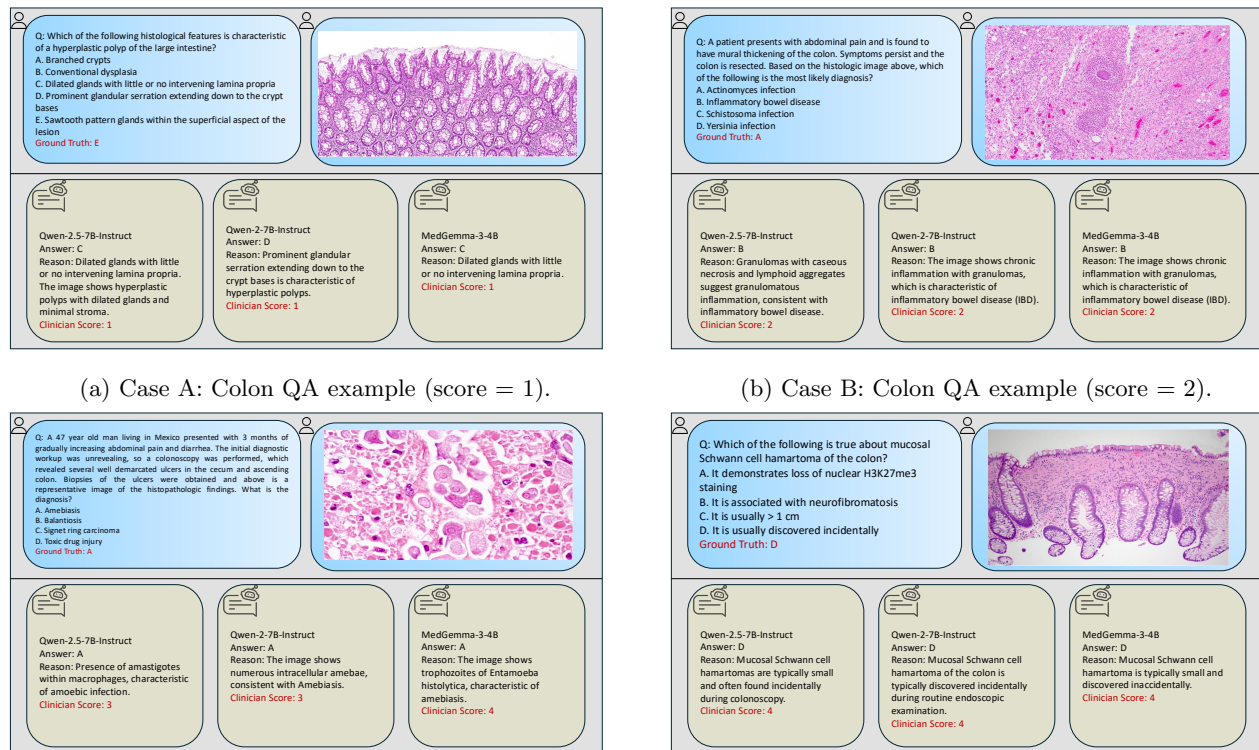 Q: Which of the following histological features is characteristic
of a hyperplastic polyp of the large intestine?
A. Branched crypts
B. Conventional dysplasia
C. Dilated glands with little or no intervening lamina propria
D. Prominent glandular serration extending down to the crypt
bases
E. Sawtooth pattern glands within the superficial aspect of the
lesion
Ground Truth: E
Qwen-2.5-7B-Instruct
Answer: C
Reason: Dilated glands with little
or no intervening lamina propria.
The image shows hyperplastic
polyps with dilated glands and
minimal stroma.
Clinician Score: 1
Qwen-2-7B-Instruct
Answer: D
Reason: Prominent glandular
serration extending down to the
crypt bases is characteristic of
hyperplastic polyps.
Clinician Score: 1
MedGemma-3-4B
Answer: C
Reason: Dilated glands with little
or no intervening lamina propria.
Clinician Score: 1
(a) Case A: Colon QA example (score = 1).
Q: A patient presents with abdominal pain and is found to
have mural thickening of the colon. Symptoms persist and the
colon is resected. Based on the histologic image above, which
of the following is the most likely diagnosis?
A. Actinomyces infection
B. Inflammatory bowel disease
C. Schistosoma infection
D. Yersinia infection
Ground Truth: A
Qwen-2.5-7B-Instruct
Answer: B
Reason: Granulomas with caseous
necrosis and lymphoid aggregates
suggest granulomatous
inflammation, consistent with
inflammatory bowel disease.
Clinician Score: 2
Qwen-2-7B-Instruct
Answer: B
Reason: The image shows chronic
inflammation with granulomas,
which is characteristic of
inflammatory bowel disease (IBD).
Clinician Score: 2
MedGemma-3-4B
Answer: B
Reason: The image shows chronic
inflammation with granulomas,
which is characteristic of
inflammatory bowel disease (IBD).
Clinician Score: 2
(b) Case B: Colon QA example (score = 2).
Q: A 47 year old man living in Mexico presented with 3 months of
gradually increasing abdominal pain and diarrhea. The initial diagnostic
workup was unrevealing, so a colonoscopy was performed, which
revealed several well demarcated ulcers in the cecum and ascending
colon. Biopsies of the ulcers were obtained and above is a
representative image of the histopathologic findings. What is the
diagnosis?
A. Amebiasis
B. Balantiosis
C. Signet ring carcinoma
D. Toxic drug injury
Ground Truth: A
Qwen-2.5-7B-Instruct
Answer: A
Reason: Presence of amastigotes
within macrophages, characteristic
of amoebic infection.
Clinician Score: 3
Qwen-2-7B-Instruct
Answer: A
Reason: The image shows
numerous intracellular amebae,
consistent with Amebiasis.
Clinician Score: 3
MedGemma-3-4B
Answer: A
Reason: The image shows
trophozoites of Entamoeba
histolytica, characteristic of
amebiasis.
Clinician Score: 4
Q: Which of the following is true about mucosal
Schwann cell hamartoma of the colon?
A. It demonstrates loss of nuclear H3K27me3
staining
B. It is associated with neurofibromatosis
C. It is usually > 1 cm
D. It is usually discovered incidentally
Ground Truth: D
Qwen-2.5-7B-Instruct
Answer: D
Reason: Mucosal Schwann cell
hamartomas are typically small
and often found incidentally
during colonoscopy.
Clinician Score: 4
Qwen-2-7B-Instruct
Answer: D
Reason: Mucosal Schwann cell
hamartoma of the colon is
typically discovered incidentally
during routine endoscopic
examination.
Clinician Score: 4
MedGemma-3-4B
Answer: D
Reason: Mucosal Schwann cell
hamartoma is typically small and
discovered inaccidentally.
Clinician Score: 4